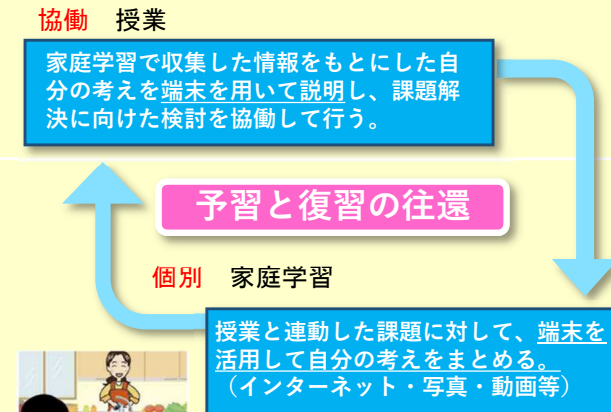 協働　授業
家庭学習で収集した情報をもとにした自
分の考えを端末を用いて説明し、課題解
決に向けた検討を協働して行う。
予習と復習の往還
個別　家庭学習
授業と連動した課題に対して、端末を
活用して自分の考えをまとめる。
（インターネット・写真・動画等）